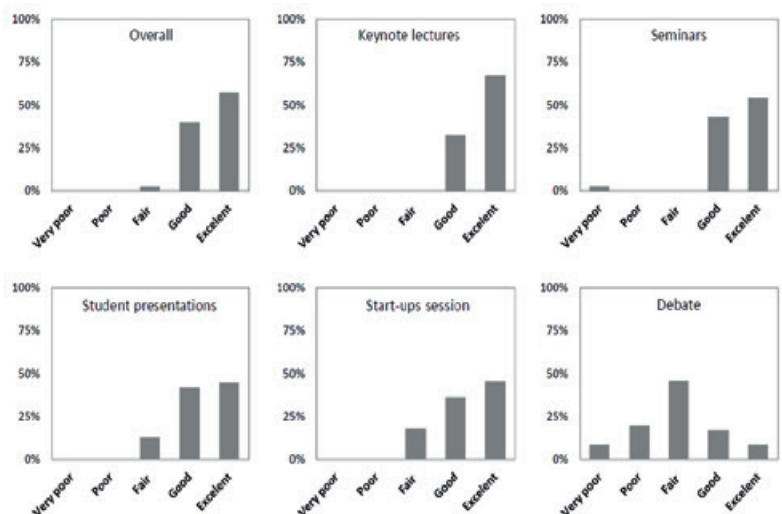 Overall
100%
75%
50%
25%
0%
Very poor
Poor
Fair
Good
Excelent
Keynote lectures
100%
75%
50%
25%
0%
Very poor
Poor
Fair
Good
Excelent
Seminars
100%
75%
50%
25%
0%
Very poor
Poor
Fair
Good
Excelent
Student presentations
100%
75%
50%
25%
0%
Very poor
Poor
Fair
Good
Excelent
Start-ups session
100%
75%
50%
25%
0%
Very poor
Poor
Fair
Good
Excelent
Debate
100%
75%
50%
25%
0%
Very poor
Poor
Fair
Good
Excelent